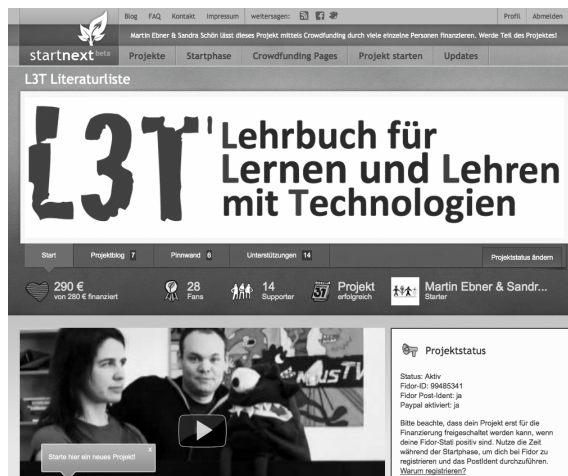 Blog FAQ Kontakt Impressum weitersagen: Profil Abmelden
Martin Ebner & Sandra Schön lässt dieses Projekt mittels Crowdfunding durch viele einzelne Personen finanzieren. Werde Teil des Projektes!
startnext beta Projekte Startphase Crowdfunding Pages Projekt starten Updates
L3T Literaturliste
L3T' Lehrbuch für
Lernen und Lehren
mit Technologien
Start Projektblog 7 Pinnwand 6 Unterstützungen 14 Projektstatus ändern
290 € 28 14 Projekt Martin Ebner & Sandr...
von 280 € finanziert Fans Supporter erfolgreich Starter
Projektstatus
Status: Aktiv
Fidor-ID: 99485341
Fidor Post-Ident: ja
Paypal aktiviert: ja
Bitte beachte, dass dein Projekt erst für die
Finanzierung freigeschaltet werden kann, wenn
deine Fidor-Stati positiv sind. Nutze die Zeit
während der Startphase, um dich bei Fidor zu
registrieren und das PostIdent durchzuführen.
Warum registrieren?
Starte hier ein neues Projekt! x